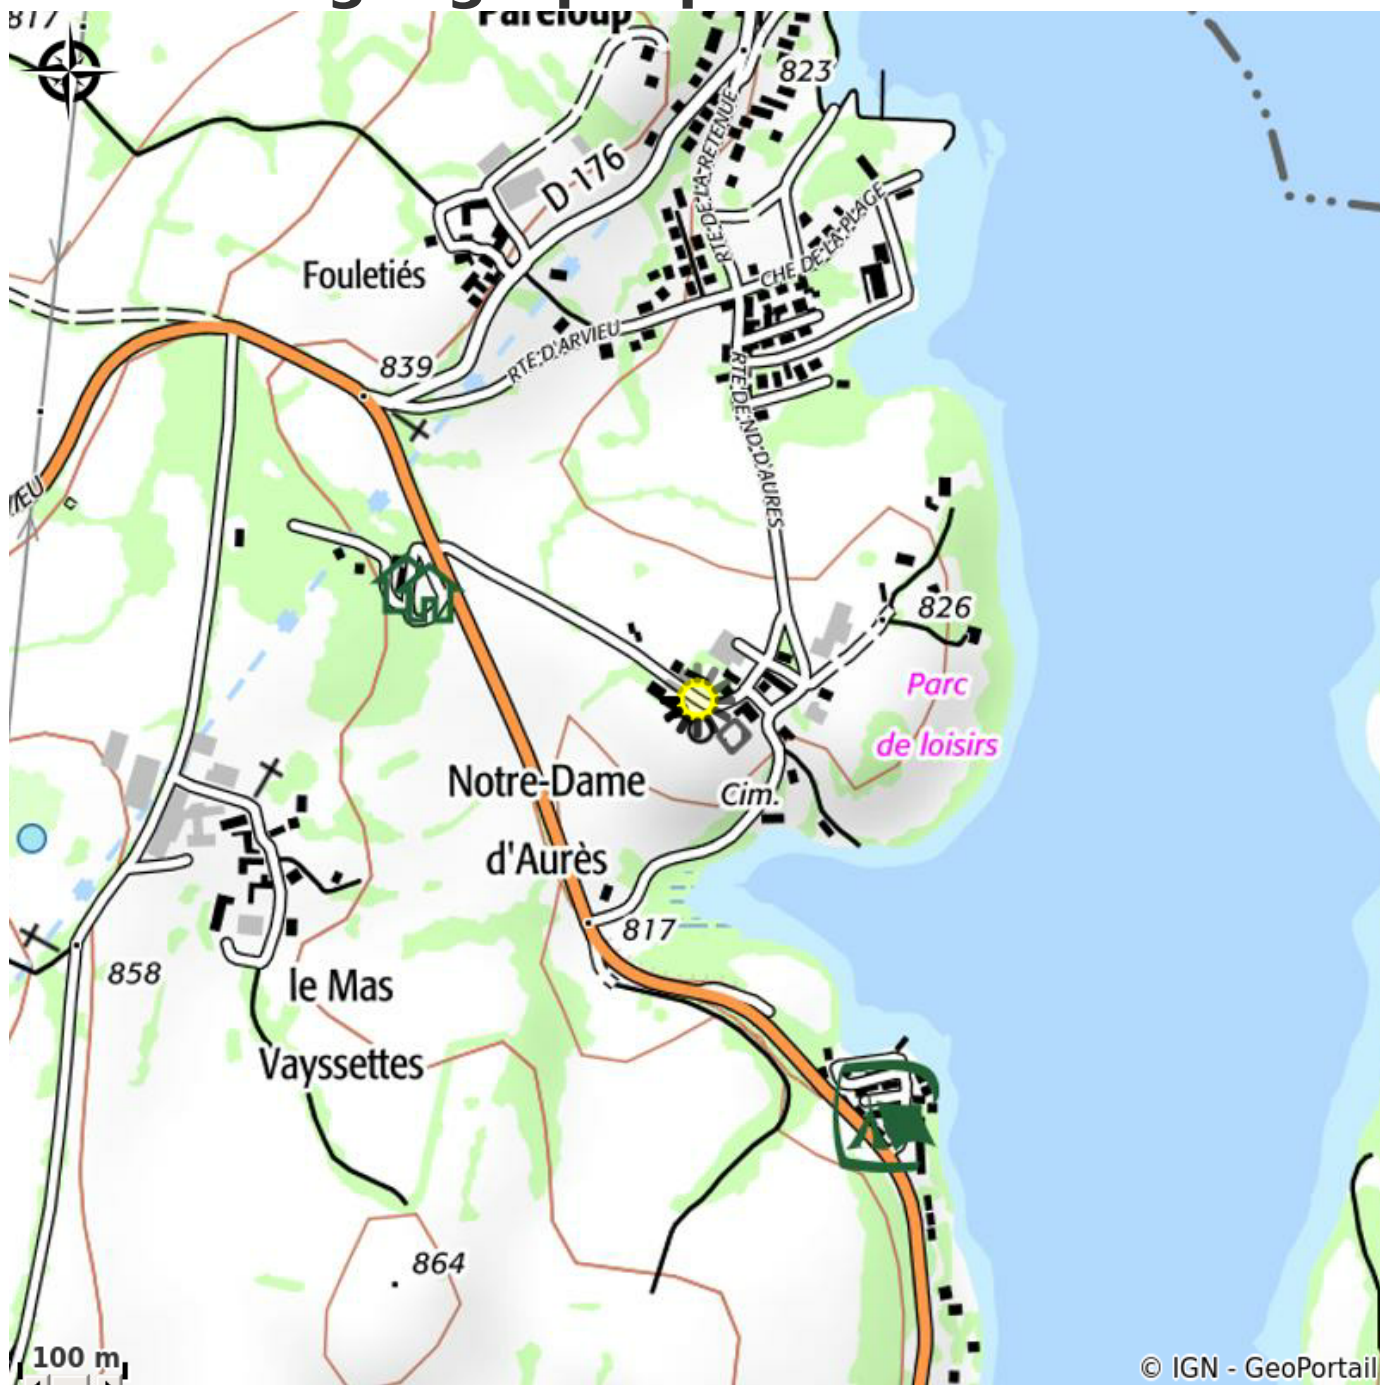 817
Pareloup
823
RTE DE LA RETENUE
D 176
CHE DE LA PLAGE
Fouletiés
RTE D'ARVIEU
839
RTE DE N D D'AURES
826
Parc
de loisirs
Notre-Dame
d'Aurès
Cim.
817
858
le Mas
Vayssettes
864
100 m
© IGN - GeoPortail